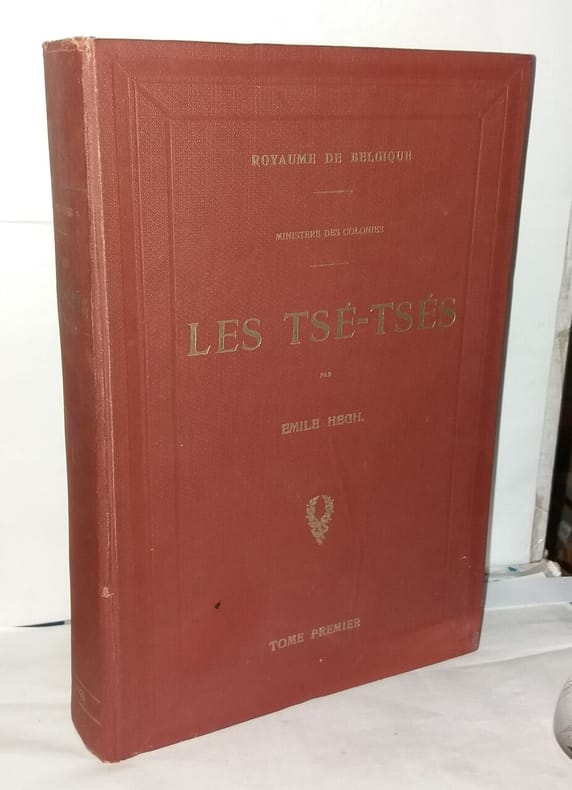 ROYAUME DE BELGIQUE
MINISTERE DES COLONIES
LES TSÉ-TSÉS
PAR
EMILE HEGH.
TOME PREMIER